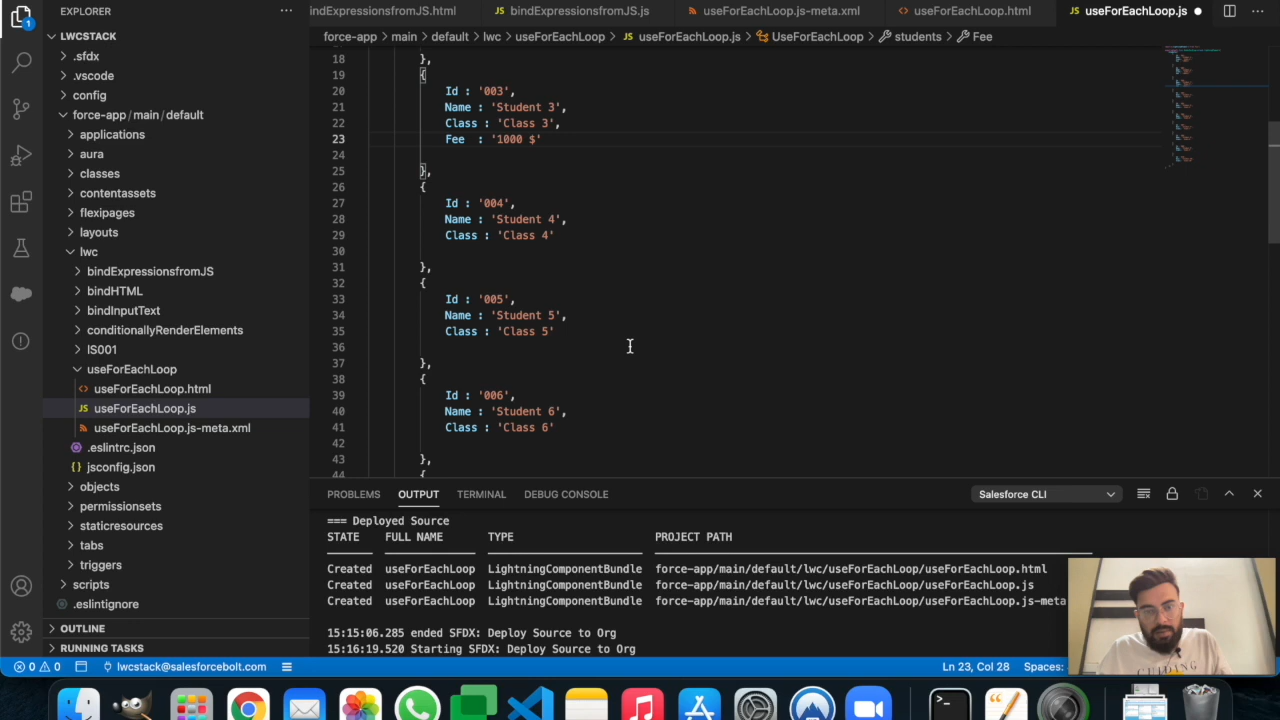 EXPLORER
···
bindExpressionsfromJS.html
JS bindExpressionsfromJS.js
useForEachLoop.js-meta.xml
<> useForEachLoop.html
JS useForEachLoop.js
···
LWCSTACK
force-app > main > default > lwc > useForEachLoop > JS useForEachLoop.js > UseForEachLoop > students > Fee
.sfdx
.vscode
config
force-app/main/default
applications
aura
classes
contentassets
flexipages
layouts
lwc
bindExpressionsfromJS
bindHTML
bindInputText
conditionallyRenderElements
IS001
useForEachLoop
<> useForEachLoop.html
JS useForEachLoop.js
useForEachLoop.js-meta.xml
.eslintrc.json
{} jsconfig.json
objects
permissionsets
staticresources
tabs
triggers
scripts
.eslintignore
OUTLINE
RUNNING TASKS
18 },
19 {
20 Id : '003',
21 Name : 'Student 3',
22 Class : 'Class 3',
23 Fee : '1000 $'
24
25 },
26 {
27 Id : '004',
28 Name : 'Student 4',
29 Class : 'Class 4'
30
31 },
32 {
33 Id : '005',
34 Name : 'Student 5',
35 Class : 'Class 5'
36
37 },
38 {
39 Id : '006',
40 Name : 'Student 6',
41 Class : 'Class 6'
42
43 },
44 {
PROBLEMS OUTPUT TERMINAL DEBUG CONSOLE
Salesforce CLI
=== Deployed Source
STATE FULL NAME TYPE PROJECT PATH
Created useForEachLoop LightningComponentBundle force-app/main/default/lwc/useForEachLoop/useForEachLoop.html
Created useForEachLoop LightningComponentBundle force-app/main/default/lwc/useForEachLoop/useForEachLoop.js
Created useForEachLoop LightningComponentBundle force-app/main/default/lwc/useForEachLoop/useForEachLoop.js-meta
15:15:06.285 ended SFDX: Deploy Source to Org
15:16:19.520 Starting SFDX: Deploy Source to Org
0 0 lwcstack@salesforcebolt.com
Ln 23, Col 28
Spaces: